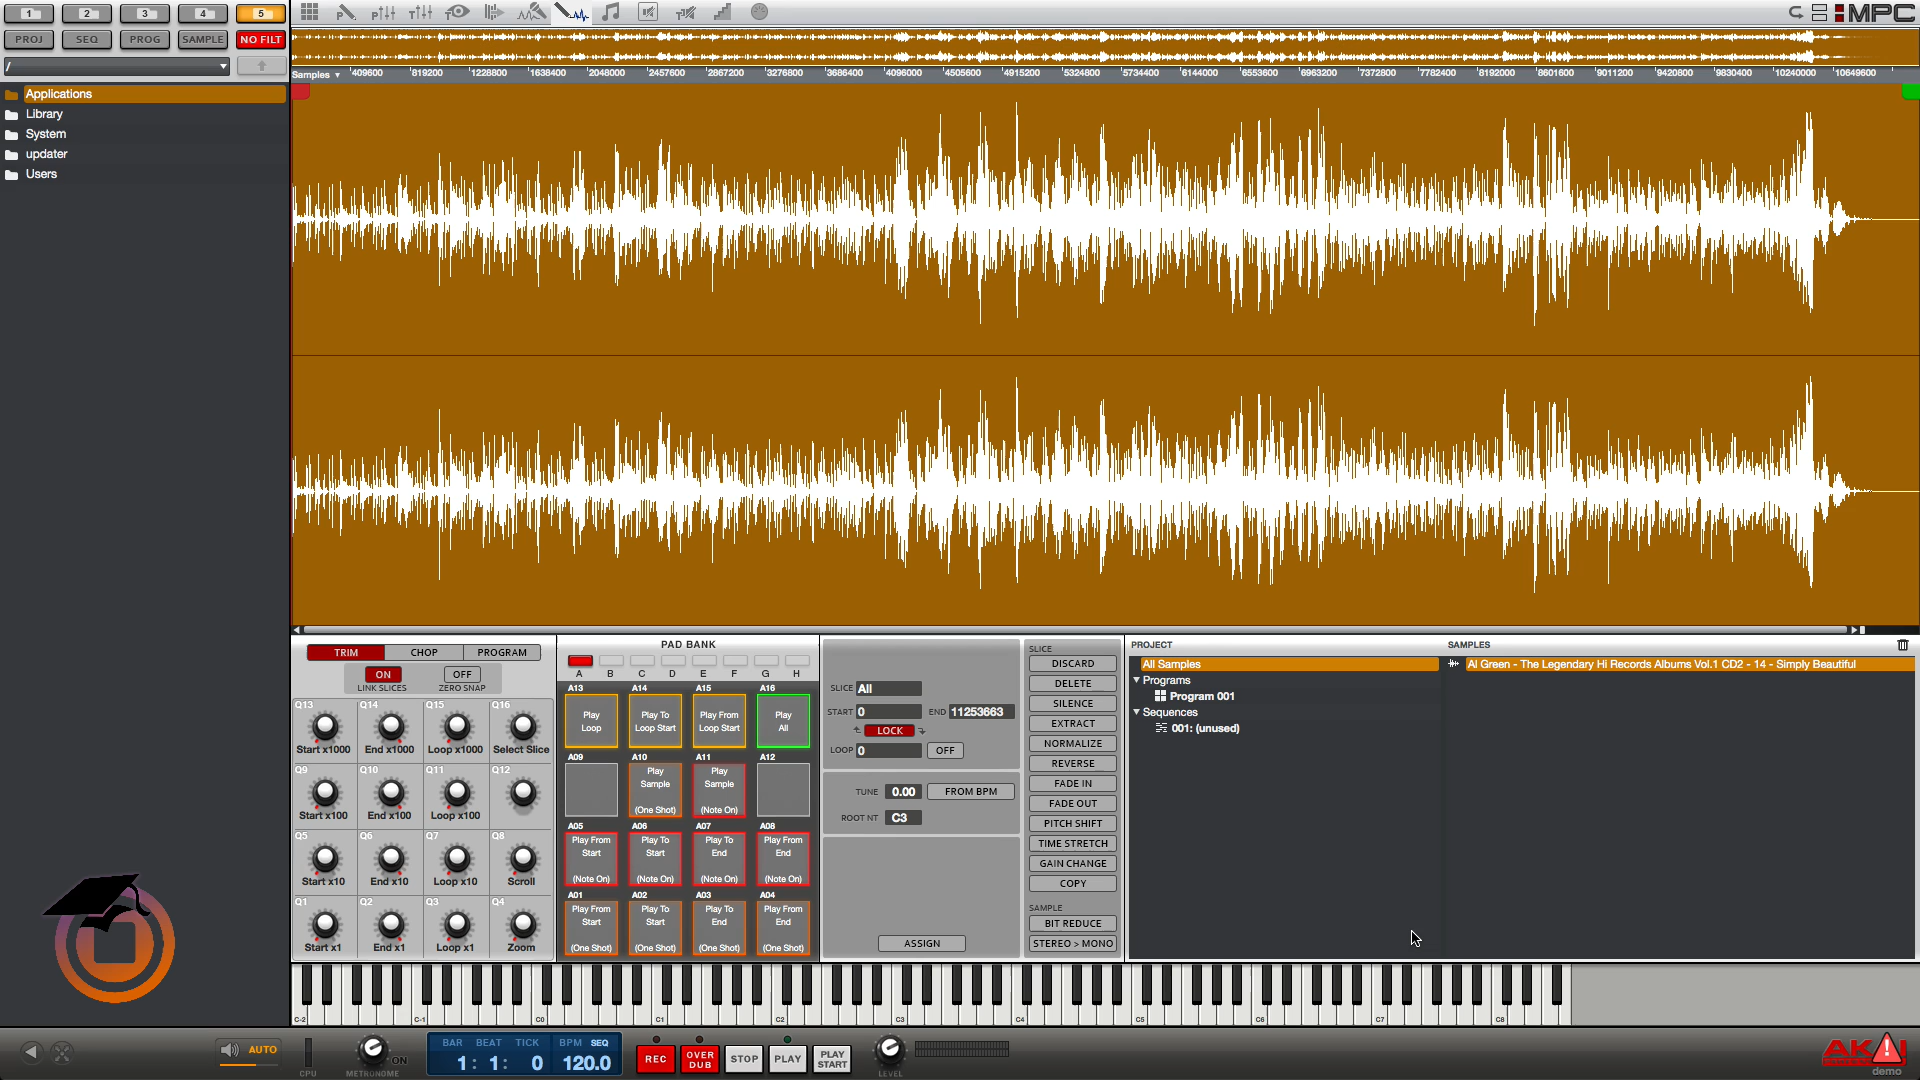 1 2 3 4 5
PROJ SEQ PROG SAMPLE NO FILT
/
Applications
Library
System
updater
Users
MPC
Samples 409600 819200 1228800 1638400 2048000 2457600 2867200 3276800 3686400 4096000 4505600 4915200 5324800 5734400 6144000 6553600 6963200 7372800 7782400 8192000 8601600 9011200 9420800 9830400 10240000 10649600
TRIM CHOP PROGRAM
ON OFF
LINK SLICES ZERO SNAP
Q13 Q14 Q15 Q16
Start x1000 End x1000 Loop x1000 Select Slice
Q9 Q10 Q11 Q12
Start x100 End x100 Loop x100
Q5 Q6 Q7 Q8
Start x10 End x10 Loop x10 Scroll
Q1 Q2 Q3 Q4
Start x1 End x1 Loop x1 Zoom
PAD BANK
A B C D E F G H
A13 A14 A15 A16
Play Play To Play From Play
Loop Loop Start Loop Start All
A09 A10 A11 A12
Play Play
Sample Sample
(One Shot) (Note On)
A05 A06 A07 A08
Play From Play To Play To Play From
Start Start End End
(Note On) (Note On) (Note On) (Note On)
A01 A02 A03 A04
Play From Play To Play To Play From
Start Start End End
(One Shot) (One Shot) (One Shot) (One Shot)
SLICE All
START 0 END 11253663
LOCK
LOOP 0 OFF
TUNE 0.00 FROM BPM
ROOT NT C3
ASSIGN
SLICE
DISCARD
DELETE
SILENCE
EXTRACT
NORMALIZE
REVERSE
FADE IN
FADE OUT
PITCH SHIFT
TIME STRETCH
GAIN CHANGE
COPY
SAMPLE
BIT REDUCE
STEREO > MONO
PROJECT SAMPLES
All Samples Al Green - The Legendary Hi Records Albums Vol.1 CD2 - 14 - Simply Beautiful
Programs
Program 001
Sequences
001: (unused)
C-2 C-1 C0 C1 C2 C3 C4 C5 C6 C7 C8
AUTO
CPU
ON
METRONOME
BAR BEAT TICK BPM SEQ
1: 1: 0 120.0
REC OVER DUB STOP PLAY PLAY START
LEVEL
AKAI
demo